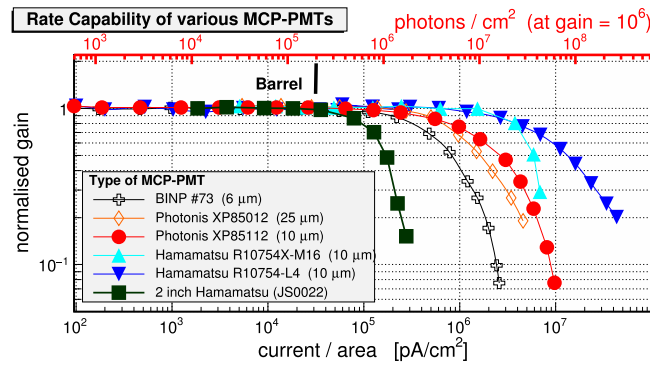 Rate Capability of various MCP-PMTs
photons / cm² (at gain = 10⁶)
10³ 10⁴ 10⁵ 10⁶ 10⁷ 10⁸
Barrel
normalised gain
1
10⁻¹
Type of MCP-PMT
BINP #73 (6 μm)
Photonis XP85012 (25 μm)
Photonis XP85112 (10 μm)
Hamamatsu R10754X-M16 (10 μm)
Hamamatsu R10754-L4 (10 μm)
2 inch Hamamatsu (JS0022)
10² 10³ 10⁴ 10⁵ 10⁶ 10⁷
current / area [pA/cm²]